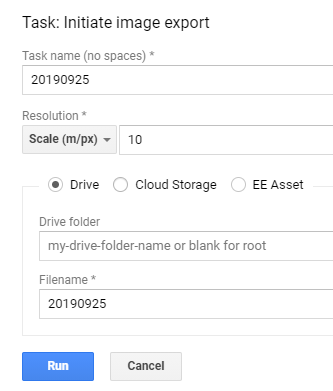 Task: Initiate image export
Task name (no spaces) *
20190925
Resolution *
Scale (m/px) 10
Drive Cloud Storage EE Asset
Drive folder
my-drive-folder-name or blank for root
Filename *
20190925
Run Cancel